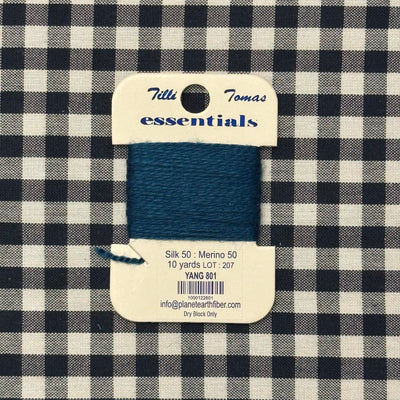 Tilli Tomas
essentials
Silk 50 : Merino 50
10 yards LOT : 207
YANG 801
1000122801
info@planetearthfiber.com
Dry Block Only